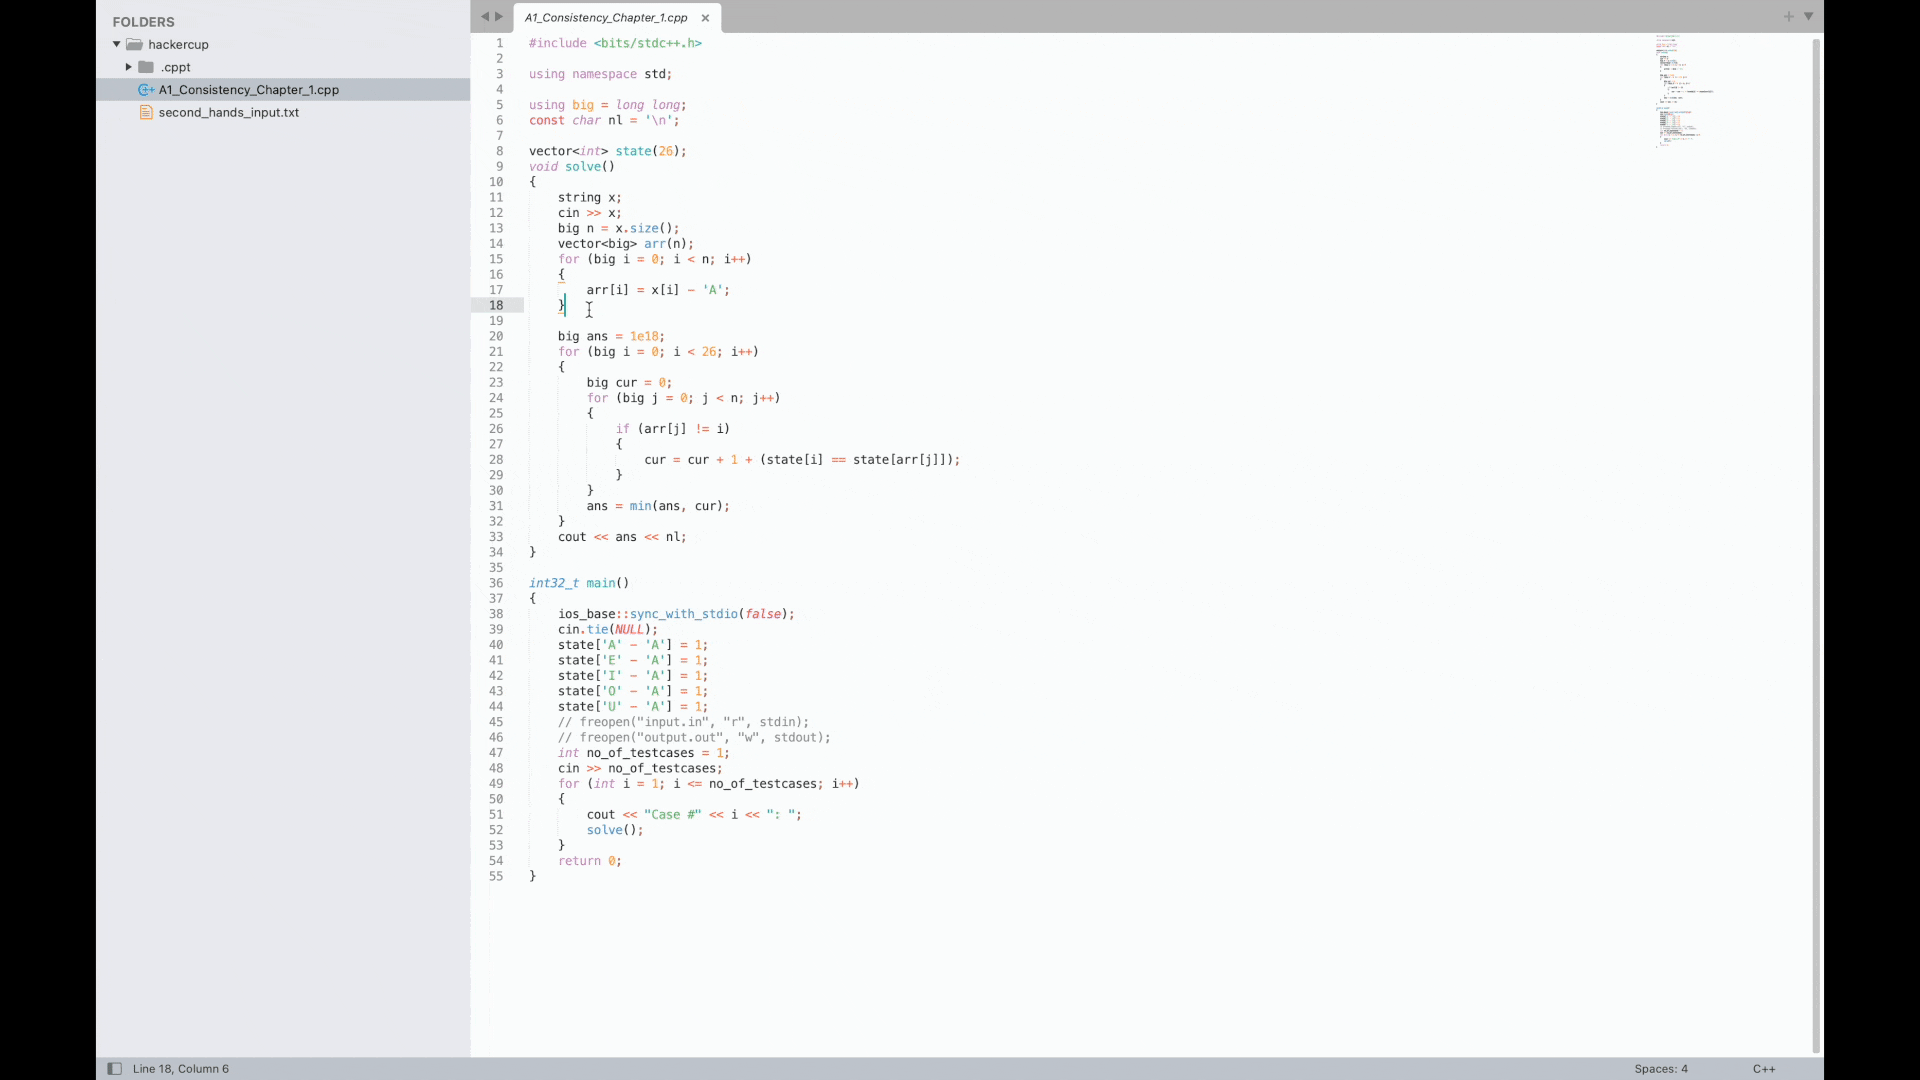 FOLDERS
hackercup
.cppt
A1_Consistency_Chapter_1.cpp
second_hands_input.txt
A1_Consistency_Chapter_1.cpp
1 #include <bits/stdc++.h>
2
3 using namespace std;
4
5 using big = long long;
6 const char nl = '\n';
7
8 vector<int> state(26);
9 void solve()
10 {
11     string x;
12     cin >> x;
13     big n = x.size();
14     vector<big> arr(n);
15     for (big i = 0; i < n; i++)
16     {
17         arr[i] = x[i] - 'A';
18     }
19
20     big ans = 1e18;
21     for (big i = 0; i < 26; i++)
22     {
23         big cur = 0;
24         for (big j = 0; j < n; j++)
25         {
26             if (arr[j] != i)
27             {
28                 cur = cur + 1 + (state[i] == state[arr[j]]);
29             }
30         }
31         ans = min(ans, cur);
32     }
33     cout << ans << nl;
34 }
35
36 int32_t main()
37 {
38     ios_base::sync_with_stdio(false);
39     cin.tie(NULL);
40     state['A' - 'A'] = 1;
41     state['E' - 'A'] = 1;
42     state['I' - 'A'] = 1;
43     state['O' - 'A'] = 1;
44     state['U' - 'A'] = 1;
45     // freopen("input.in", "r", stdin);
46     // freopen("output.out", "w", stdout);
47     int no_of_testcases = 1;
48     cin >> no_of_testcases;
49     for (int i = 1; i <= no_of_testcases; i++)
50     {
51         cout << "Case #" << i << ": ";
52         solve();
53     }
54     return 0;
55 }
Line 18, Column 6
Spaces: 4
C++